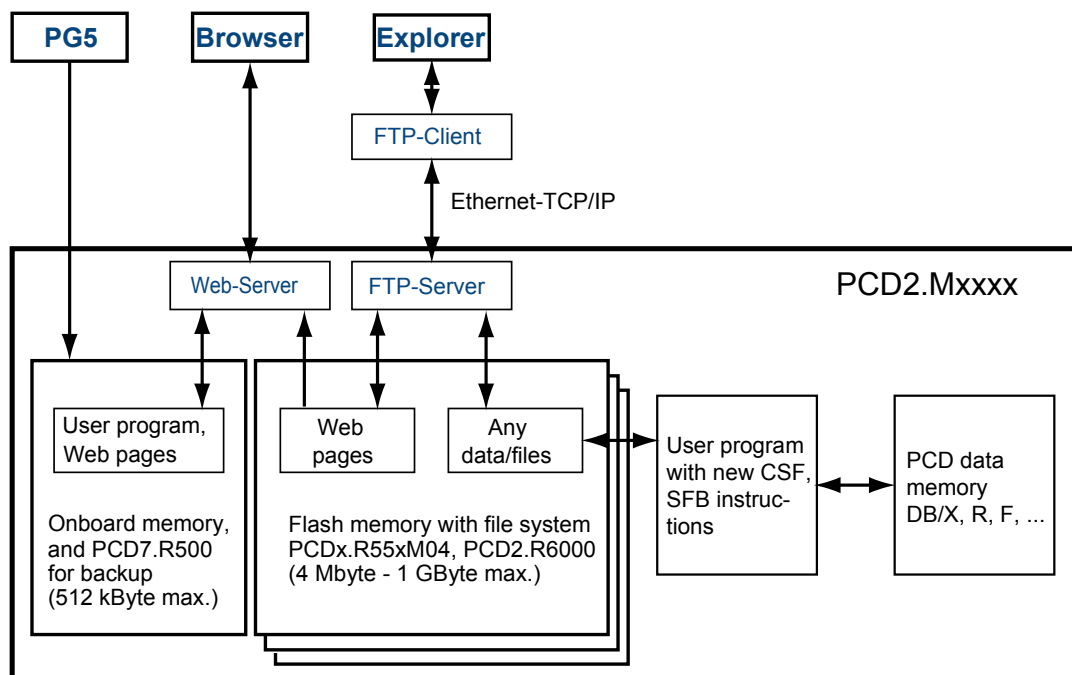 PG5
Browser
Explorer
FTP-Client
Ethernet-TCP/IP
Web-Server
FTP-Server
PCD2.Mxxxx
User program,
Web pages
Web
pages
Any
data/files
User program
with new CSF,
SFB instruc-
tions
PCD data
memory
DB/X, R, F, ...
Onboard memory,
and PCD7.R500
for backup
(512 kByte max.)
Flash memory with file system
PCDx.R55xM04, PCD2.R6000
(4 Mbyte - 1 GByte max.)